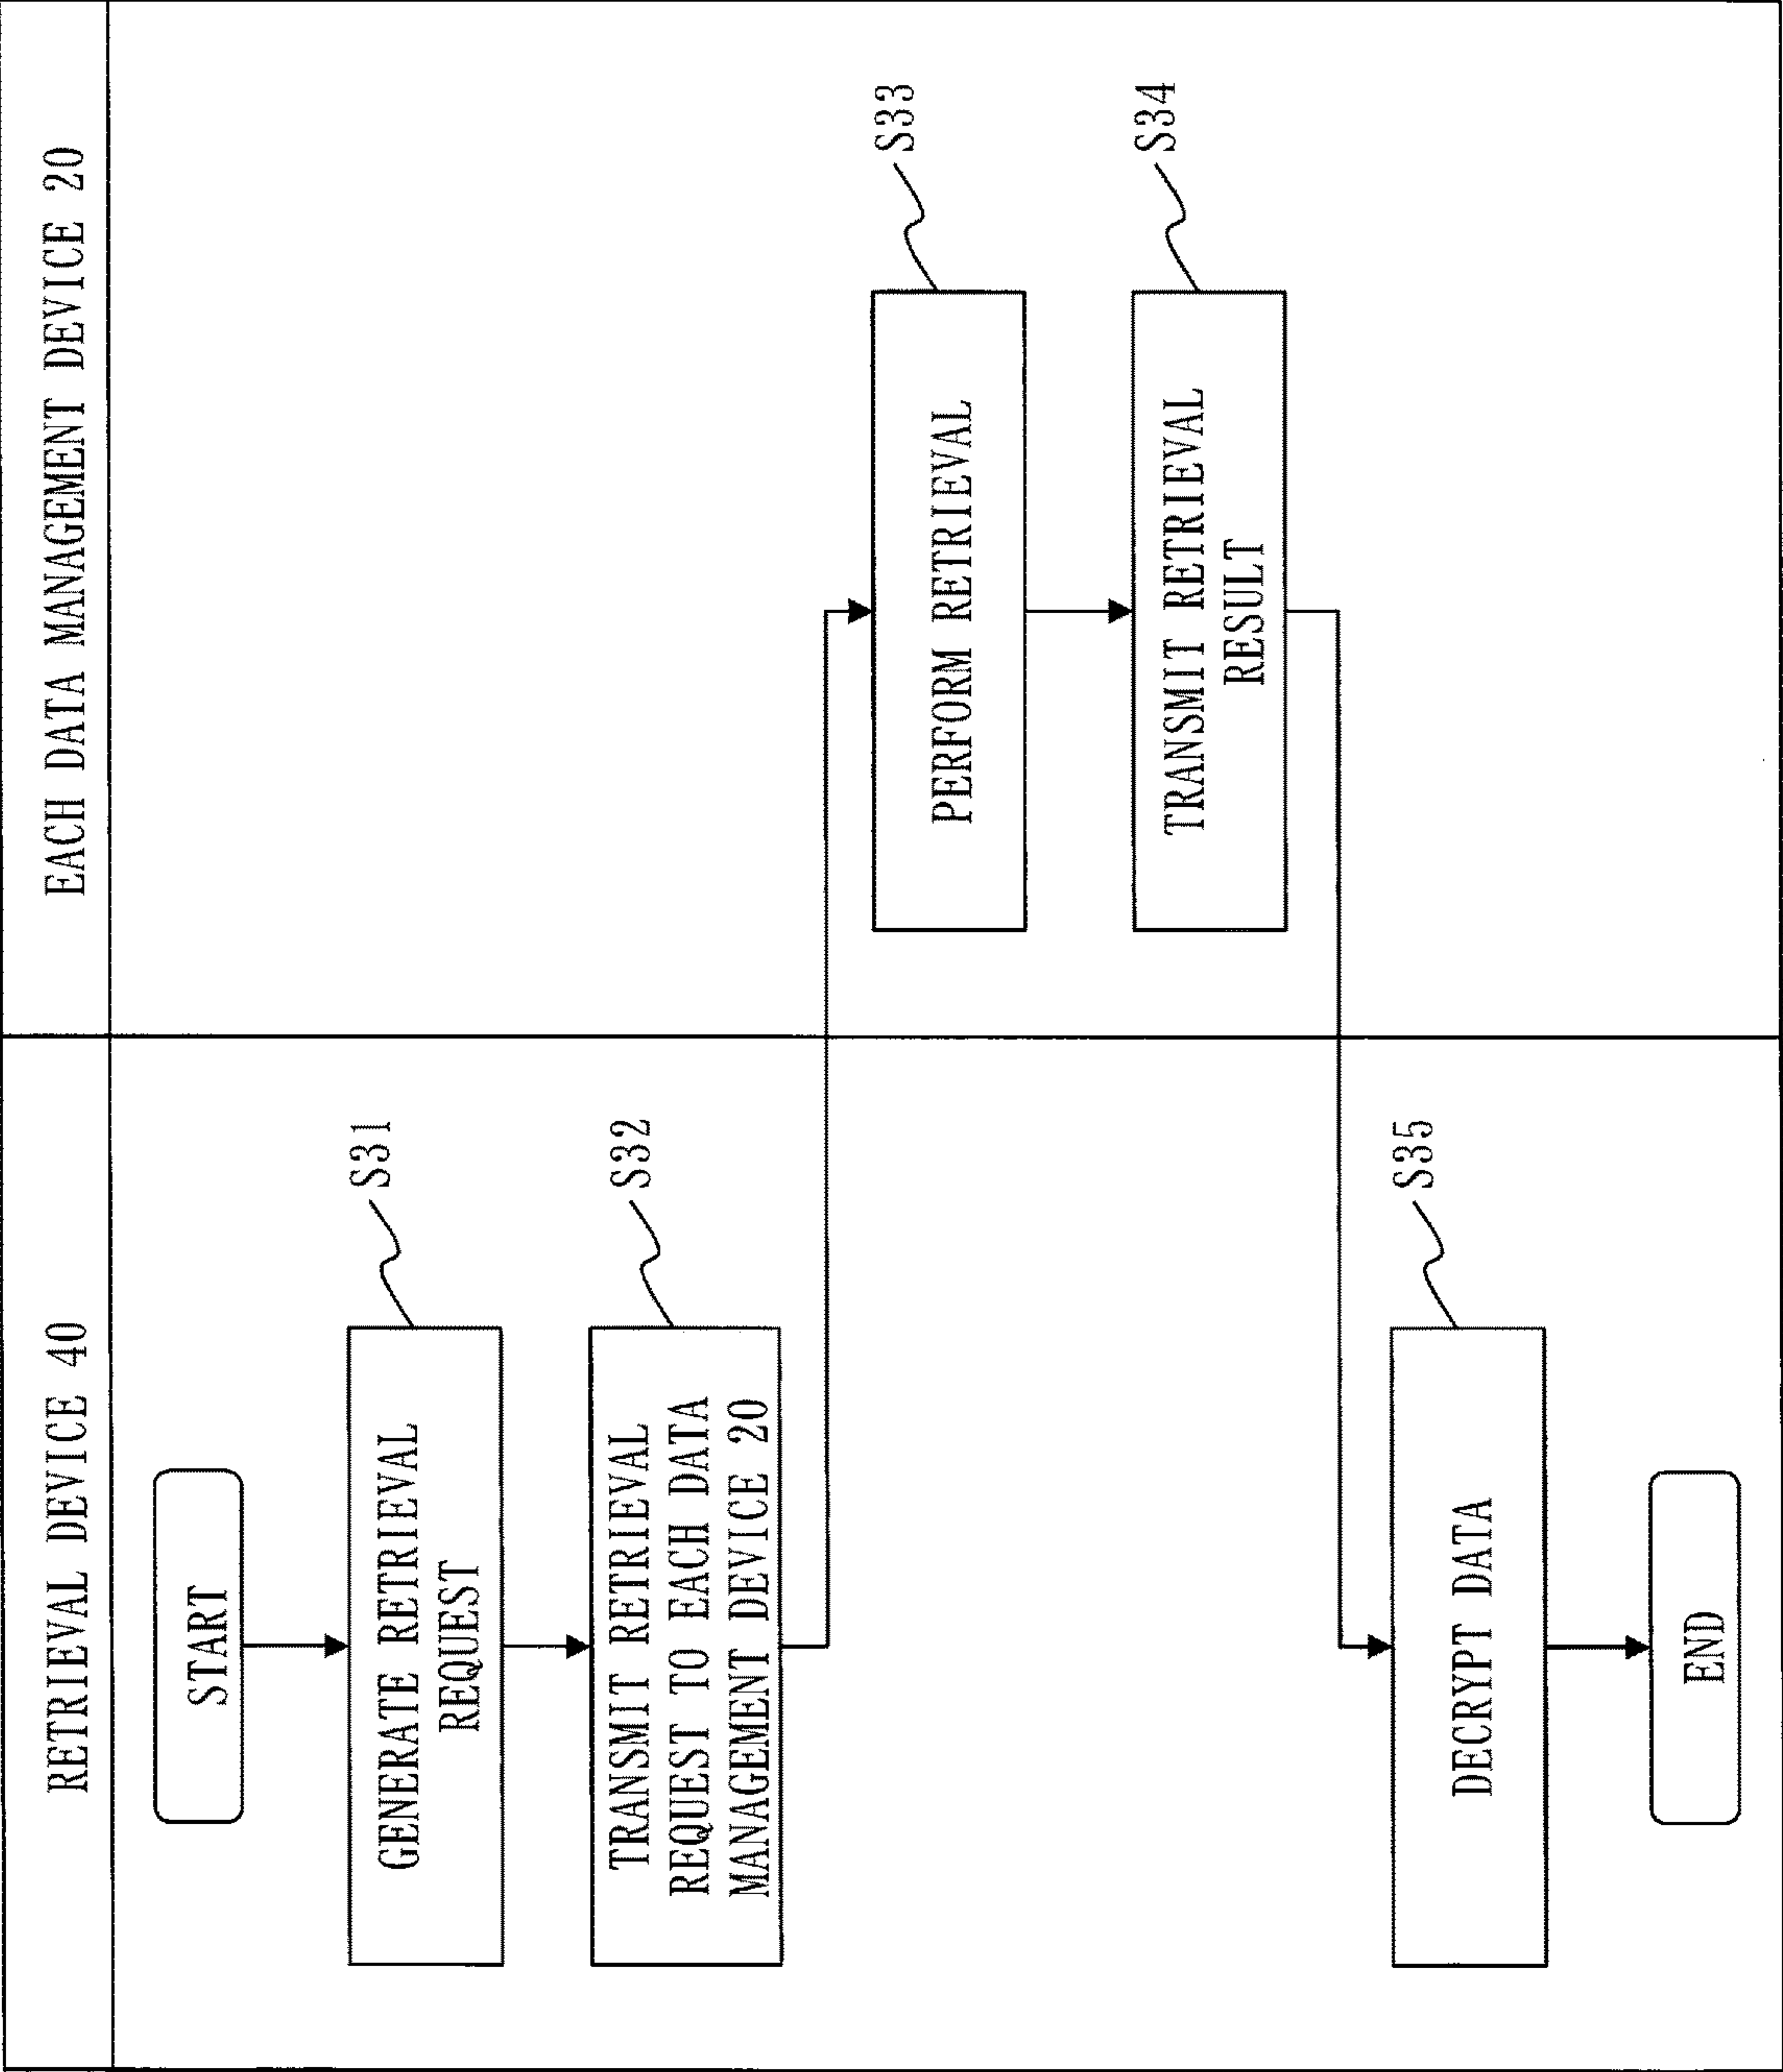 RETRIEVAL DEVICE 40
EACH DATA MANAGEMENT DEVICE 20
START
S31
GENERATE RETRIEVAL
REQUEST
S32
TRANSMIT RETRIEVAL
REQUEST TO EACH DATA
MANAGEMENT DEVICE 20
S33
PERFORM RETRIEVAL
S34
TRANSMIT RETRIEVAL
RESULT
S35
DECRYPT DATA
END